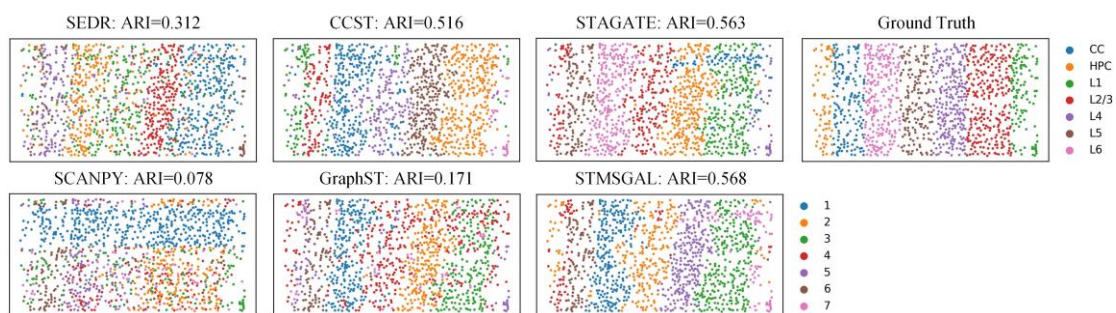 SEDR: ARI=0.312
CCST: ARI=0.516
STAGATE: ARI=0.563
Ground Truth
CC
HPC
L1
L2/3
L4
L5
L6
SCANPY: ARI=0.078
GraphST: ARI=0.171
STMSGAL: ARI=0.568
1
2
3
4
5
6
7